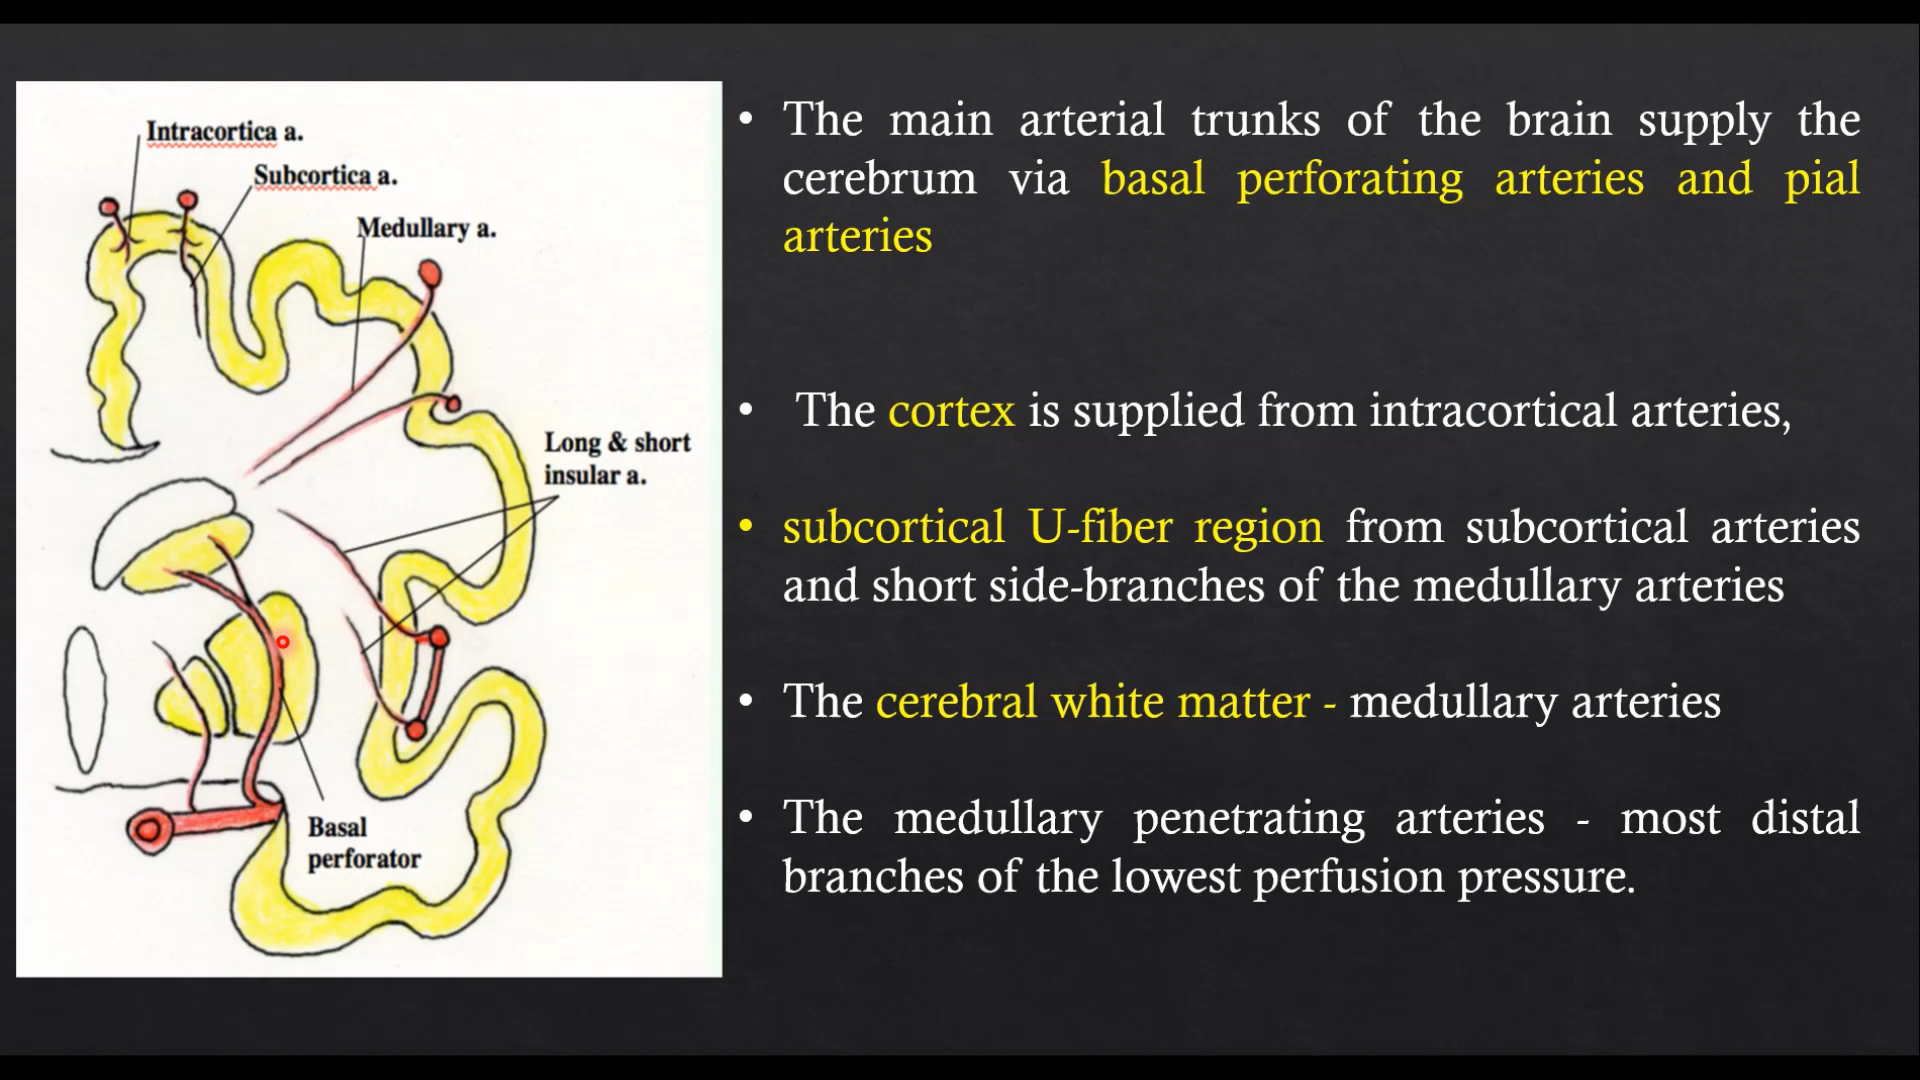 Intracortica a.
Subcortica a.
Medullary a.
Long & short
insular a.
Basal
perforator
• The main arterial trunks of the brain supply the
cerebrum via basal perforating arteries and pial
arteries
• The cortex is supplied from intracortical arteries,
• subcortical U-fiber region from subcortical arteries
and short side-branches of the medullary arteries
• The cerebral white matter - medullary arteries
• The medullary penetrating arteries - most distal
branches of the lowest perfusion pressure.